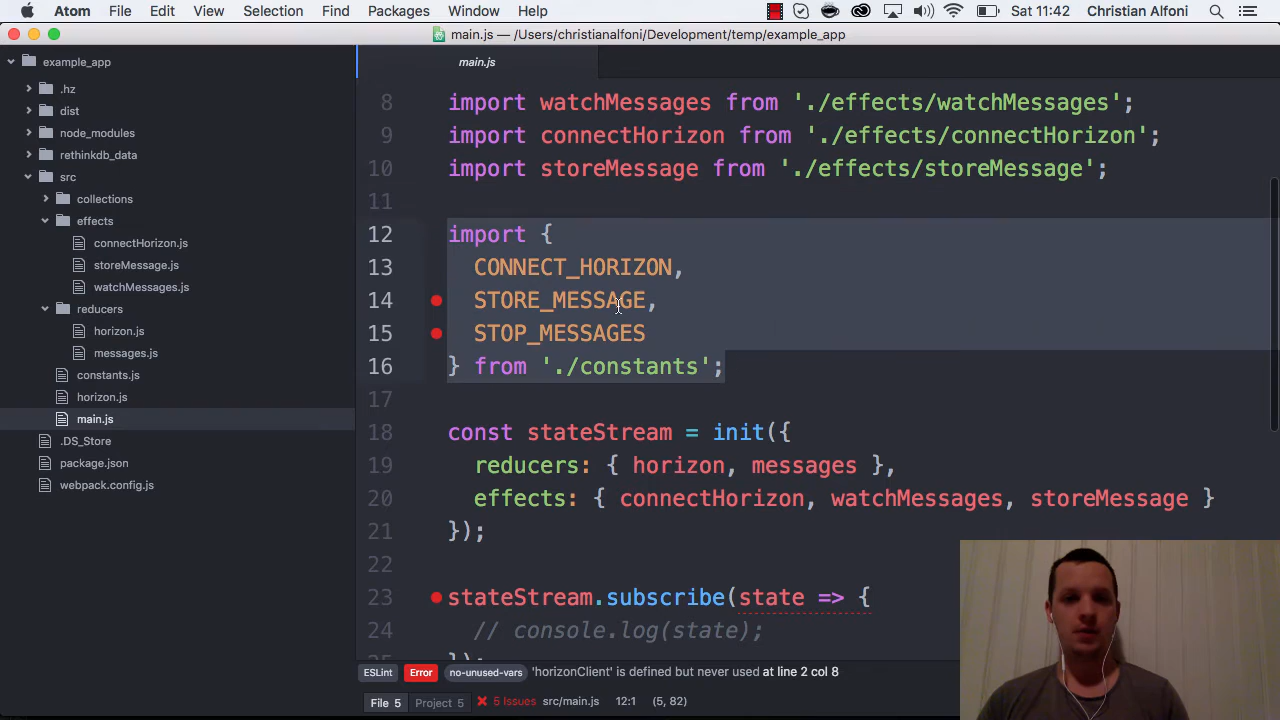 Atom File Edit View Selection Find Packages Window Help Sat 11:42 Christian Alfoni
main.js — /Users/christianalfoni/Development/temp/example_app
example_app
.hz
dist
node_modules
rethinkdb_data
src
collections
effects
connectHorizon.js
storeMessage.js
watchMessages.js
reducers
horizon.js
messages.js
constants.js
horizon.js
main.js
.DS_Store
package.json
webpack.config.js
main.js
8 import watchMessages from './effects/watchMessages';
9 import connectHorizon from './effects/connectHorizon';
10 import storeMessage from './effects/storeMessage';
11
12 import {
13 CONNECT_HORIZON,
14 STORE_MESSAGE,
15 STOP_MESSAGES
16 } from './constants';
17
18 const stateStream = init({
19 reducers: { horizon, messages },
20 effects: { connectHorizon, watchMessages, storeMessage }
21 });
22
23 stateStream.subscribe(state => {
24 // console.log(state);
25 });
ESLint Error no-unused-vars 'horizonClient' is defined but never used at line 2 col 8
File 5 Project 5 5 Issues src/main.js 12:1 (5, 82)